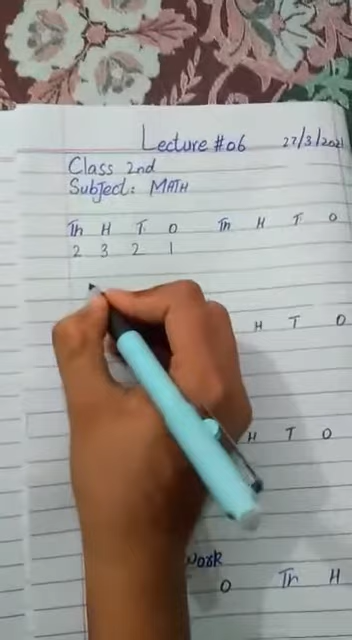 Lecture #06 27/3/2021
Class 2nd
Subject: MATH
Th H T O Th H T O
2 3 2 1
H T O
H T O
work
O Th H